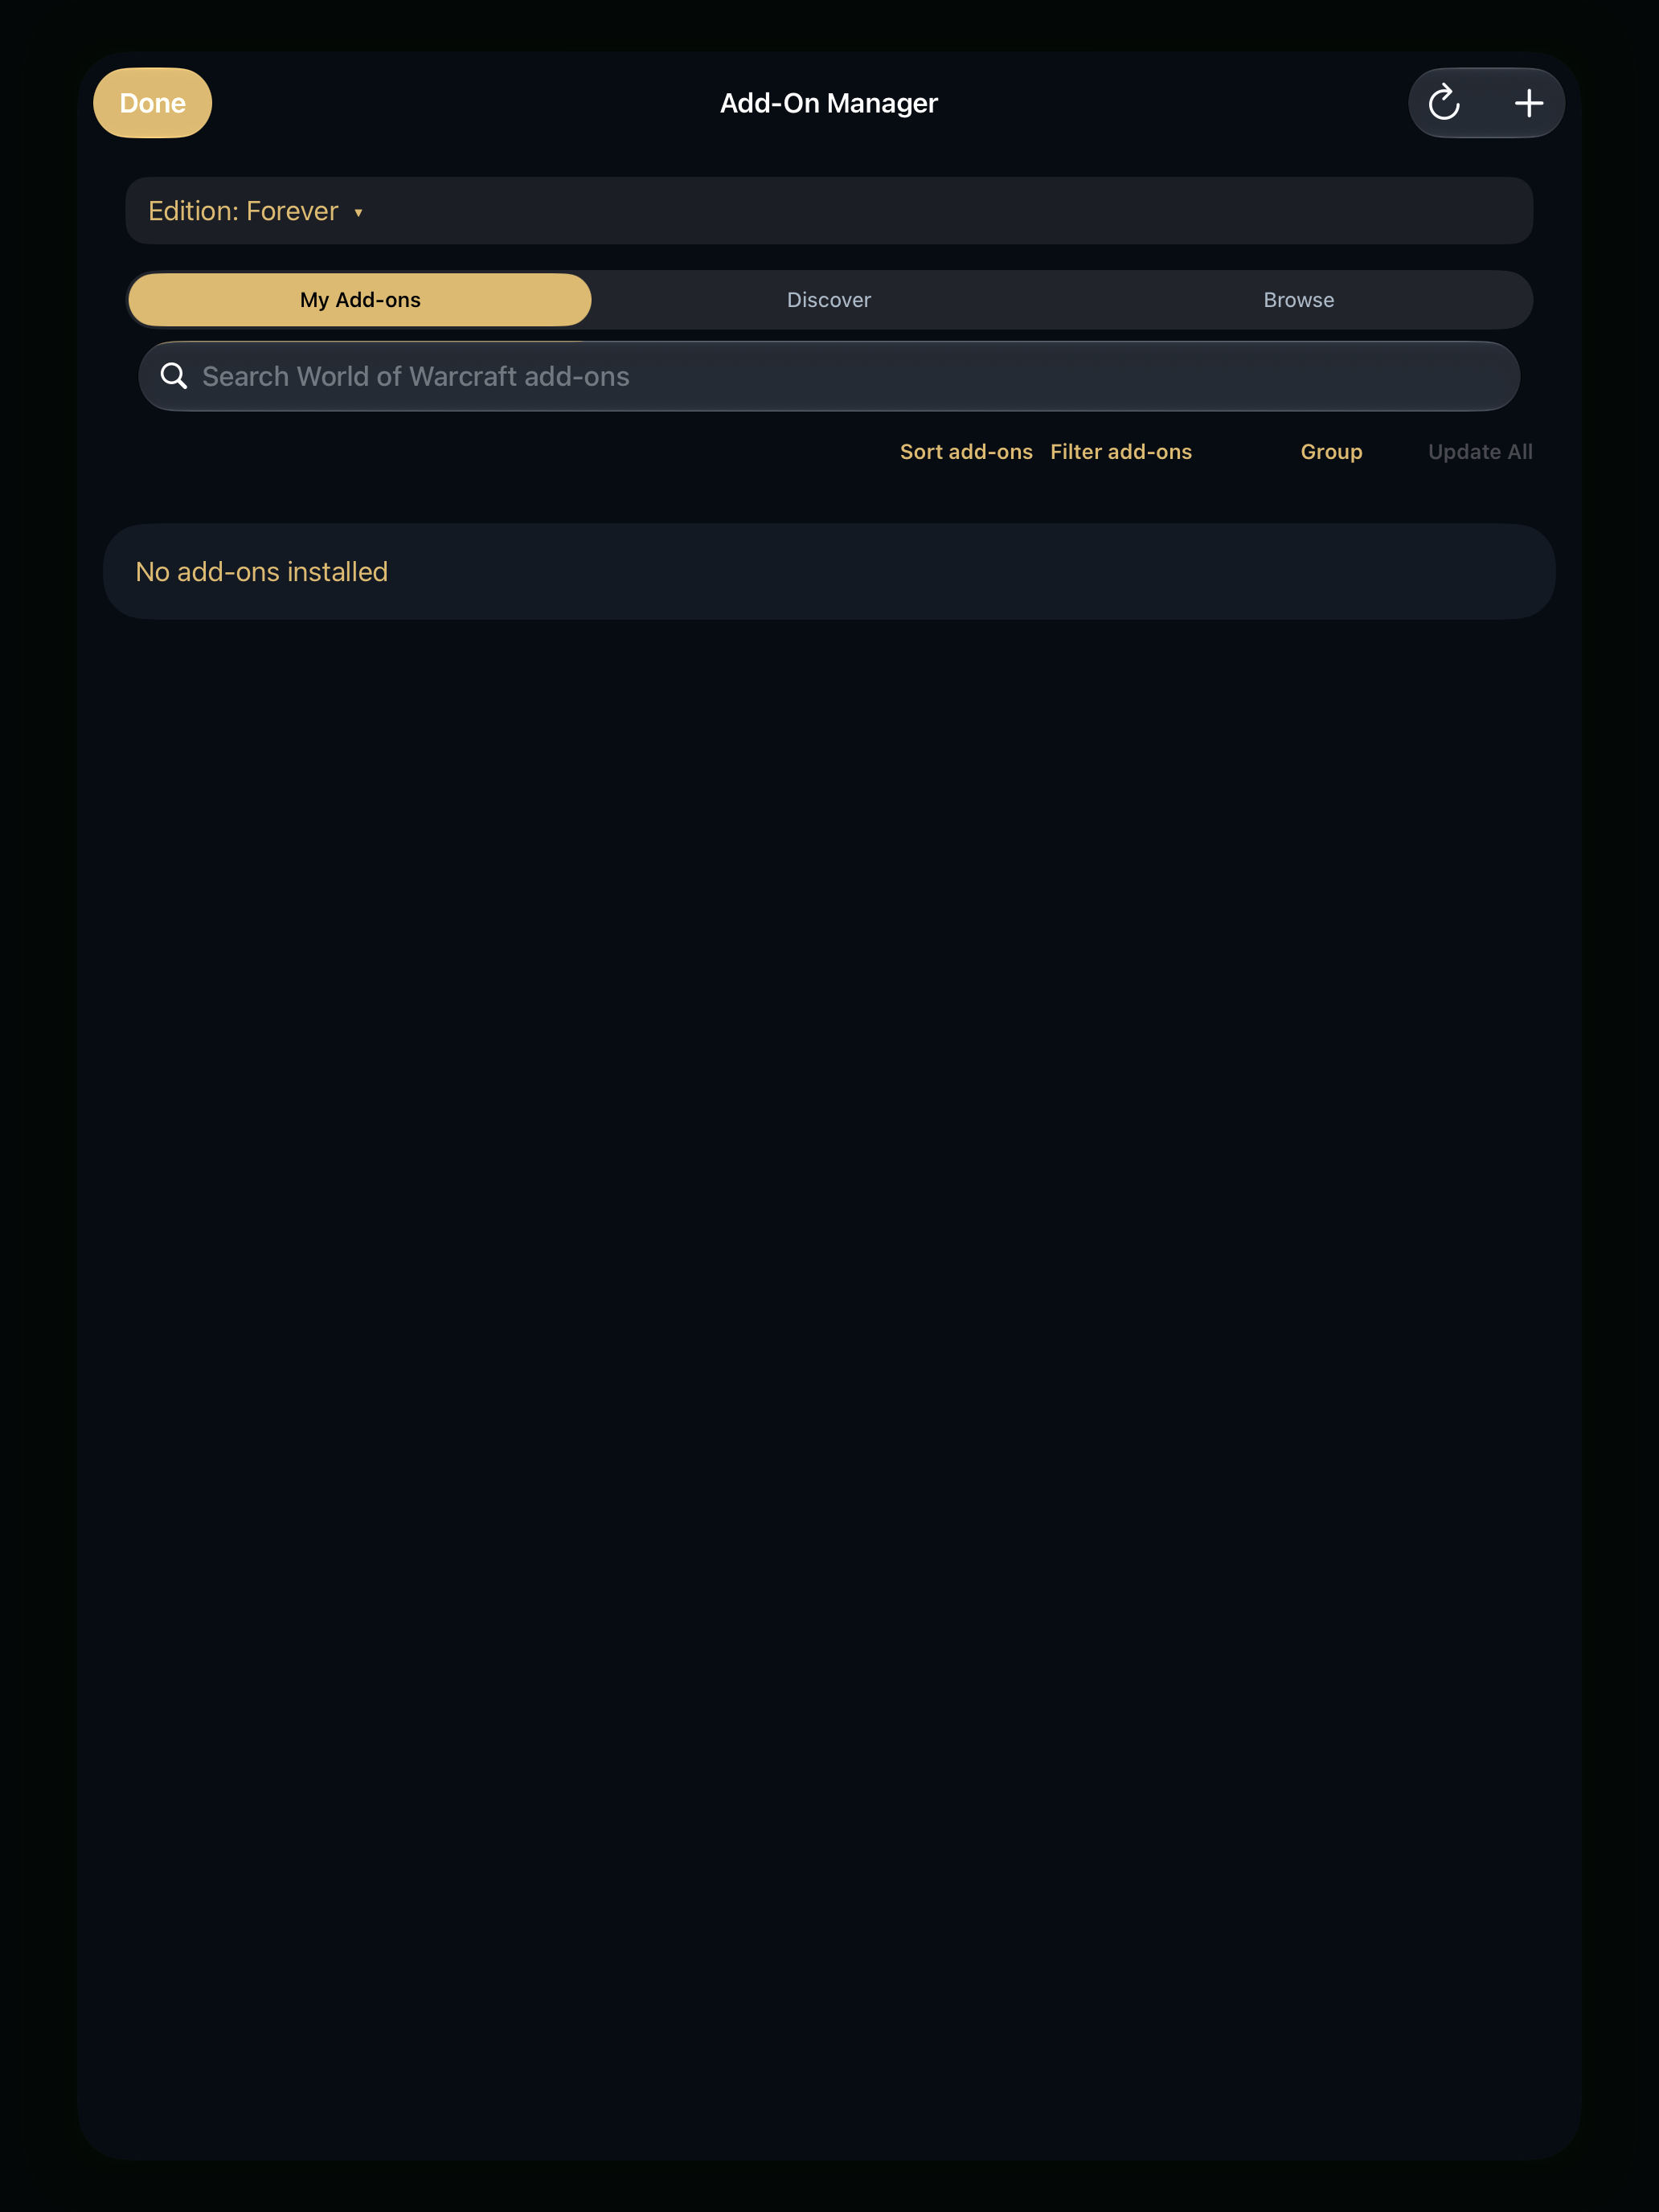 Done
Add-On Manager
Edition: Forever ▾
My Add-ons
Discover
Browse
Search World of Warcraft add-ons
Sort add-ons
Filter add-ons
Group
Update All
No add-ons installed